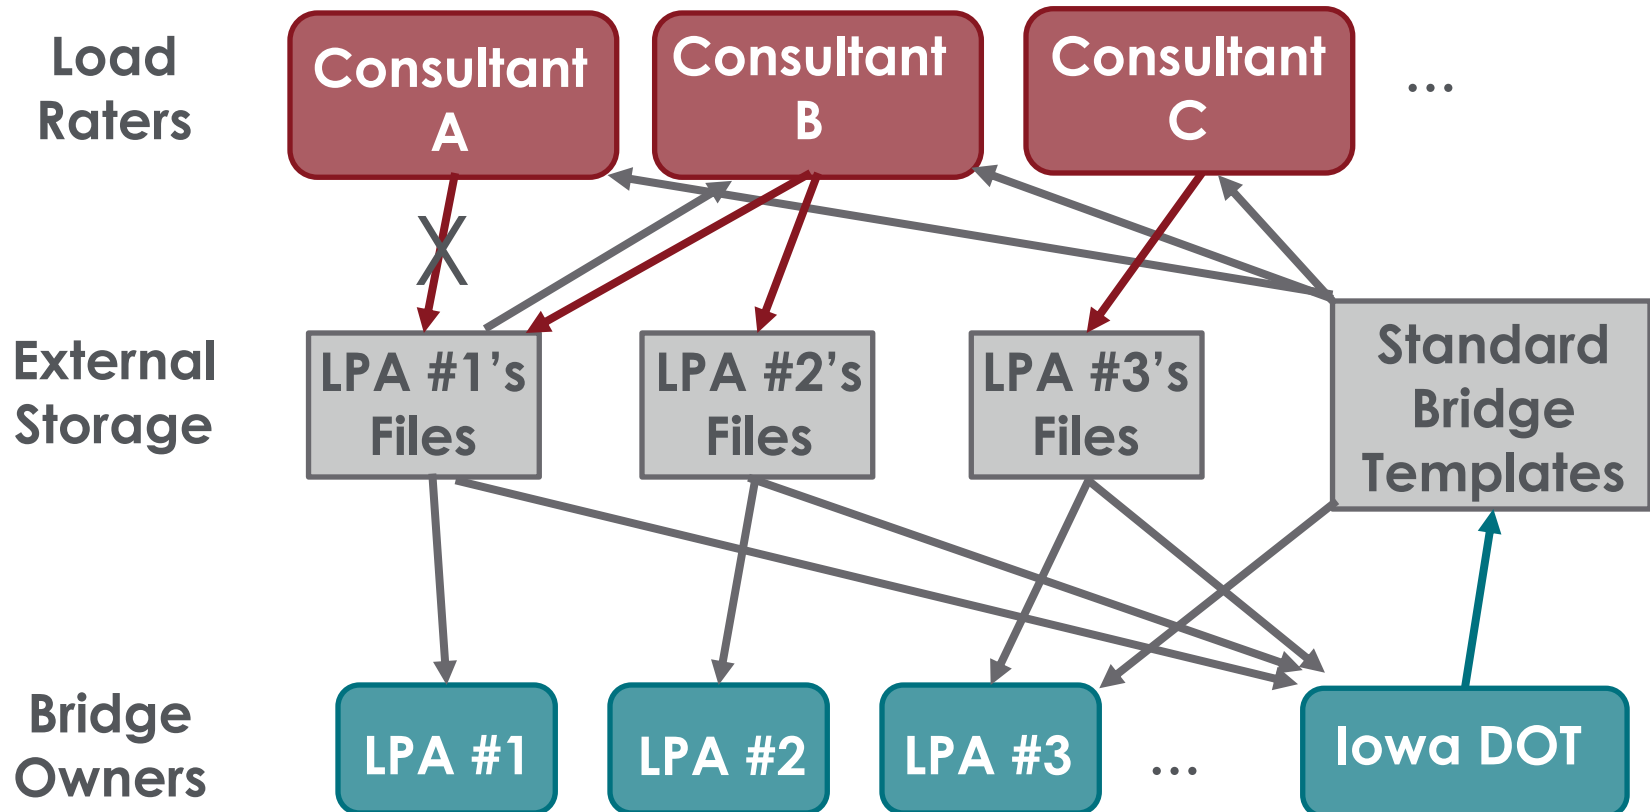 Load
Raters
Consultant
A
Consultant
B
Consultant
C
...
X
External
Storage
LPA #1’s
Files
LPA #2’s
Files
LPA #3’s
Files
Standard
Bridge
Templates
Bridge
Owners
LPA #1
LPA #2
LPA #3
...
Iowa DOT